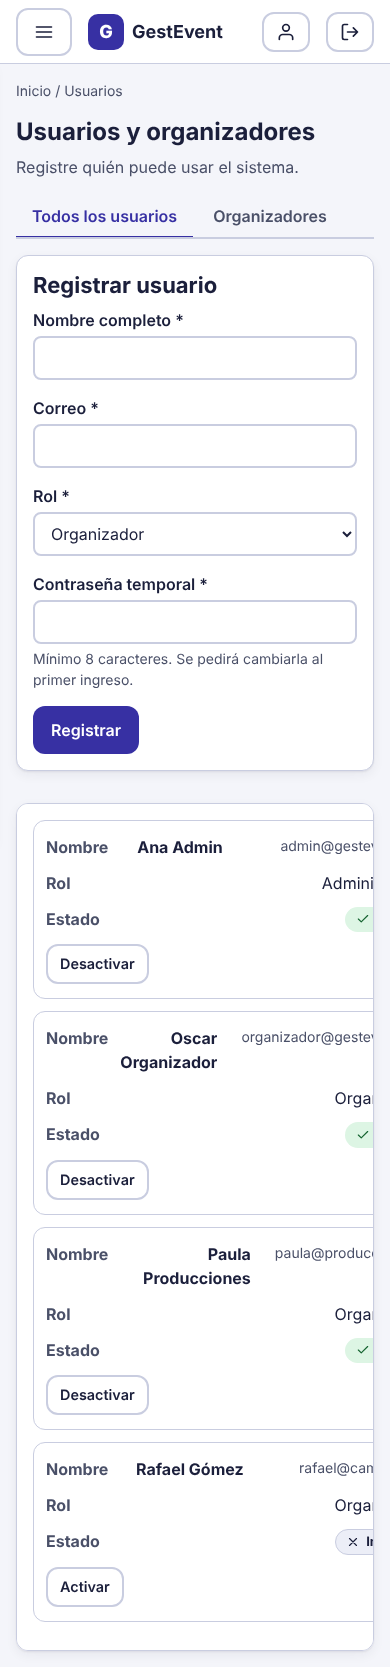 G GestEvent
Inicio / Usuarios
Usuarios y organizadores
Registre quién puede usar el sistema.
Todos los usuarios Organizadores
Registrar usuario
Nombre completo *
Correo *
Rol *
Organizador
Contraseña temporal *
Mínimo 8 caracteres. Se pedirá cambiarla al
primer ingreso.
Registrar
Nombre Ana Admin
Rol
Estado
Desactivar
Nombre Oscar
Organizador
Rol
Estado
Desactivar
Nombre Paula
Producciones
Rol
Estado
Desactivar
Nombre Rafael Gómez
Rol
Estado
Activar